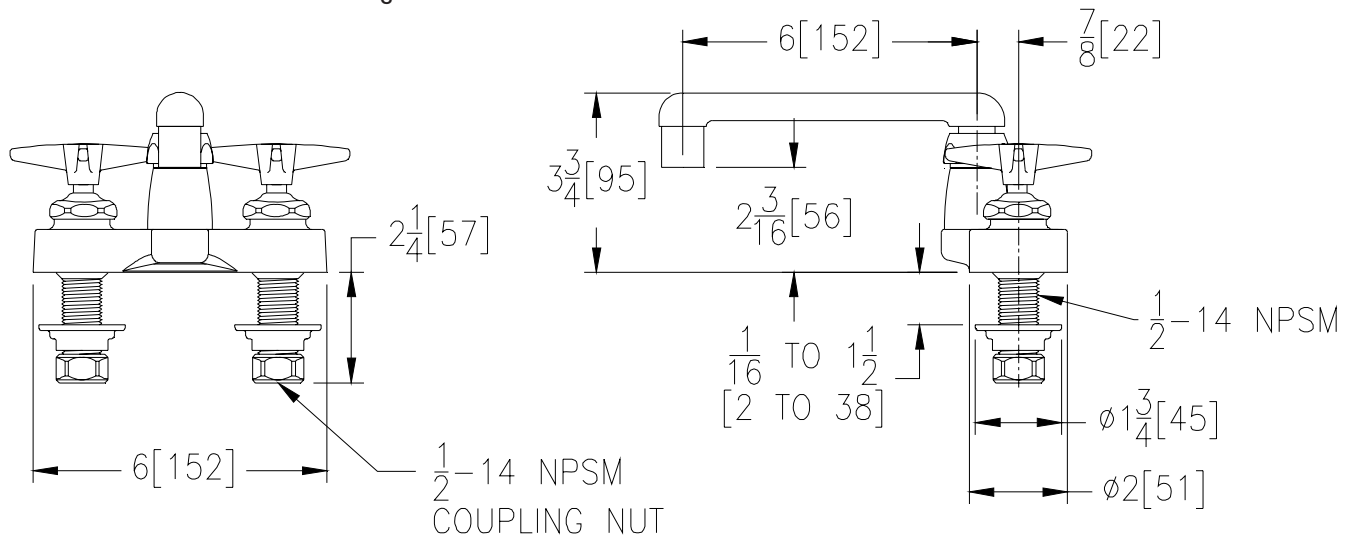 6[152]
7/8[22]
3 3/4[95]
2 3/16[56]
2 1/4[57]
1/2-14 NPSM
1/16 TO 1 1/2
[2 TO 38]
ø1 3/4[45]
6[152]
1/2-14 NPSM
COUPLING NUT
ø2[51]